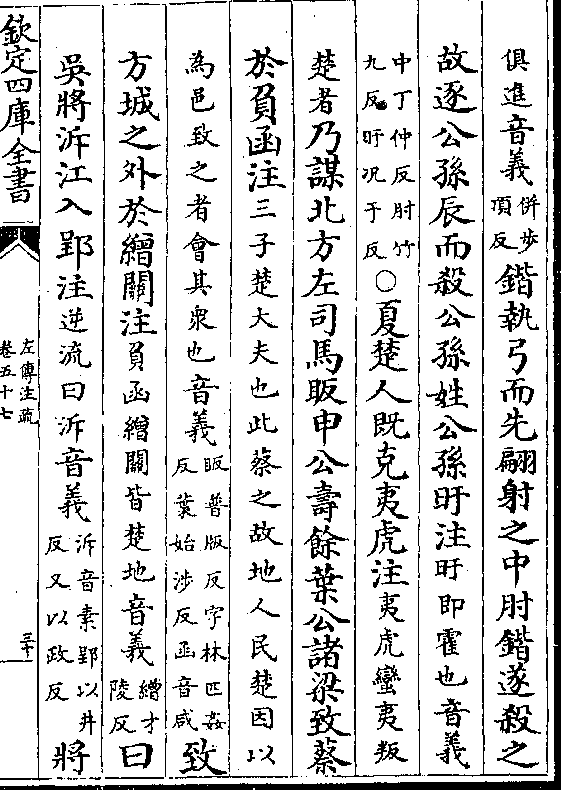 俱進音義併步項反鍇執弓而先翩射之中肘鍇遂殺之
故逐公孫辰而殺公孫姓公孫旴注旴即霍也音義
中丁仲反肘竹九反旴况于反○夏楚人既克夷虎注夷虎蠻夷叛
楚者乃謀北方左司馬眅申公壽餘葉公諸梁致蔡
於負函注三子楚大夫也此蔡之故地人民楚因以
為邑致之者會其衆也音義眅普版反字林匹姦反葉始涉反函音咸致
方城之外於繒關注負函繒關皆楚地音義繒才陵反曰
吳將泝江入郢注逆流曰泝音義泝音素郢以井反又以政反將
欽定四庫全書
左傳注疏
卷五十七
三十